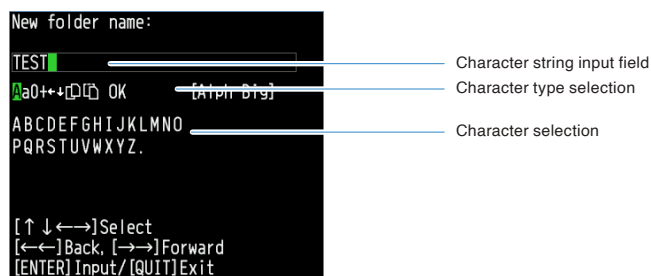 New folder name:
TEST
Character string input field
AaO+←↓ OK [Alph Big]
Character type selection
ABCDEFGHIJKLMNO
Character selection
PQRSTUVWXYZ.
[↑↓←→]Select
[←←]Back, [→→]Forward
[ENTER]Input/[QUIT]Exit